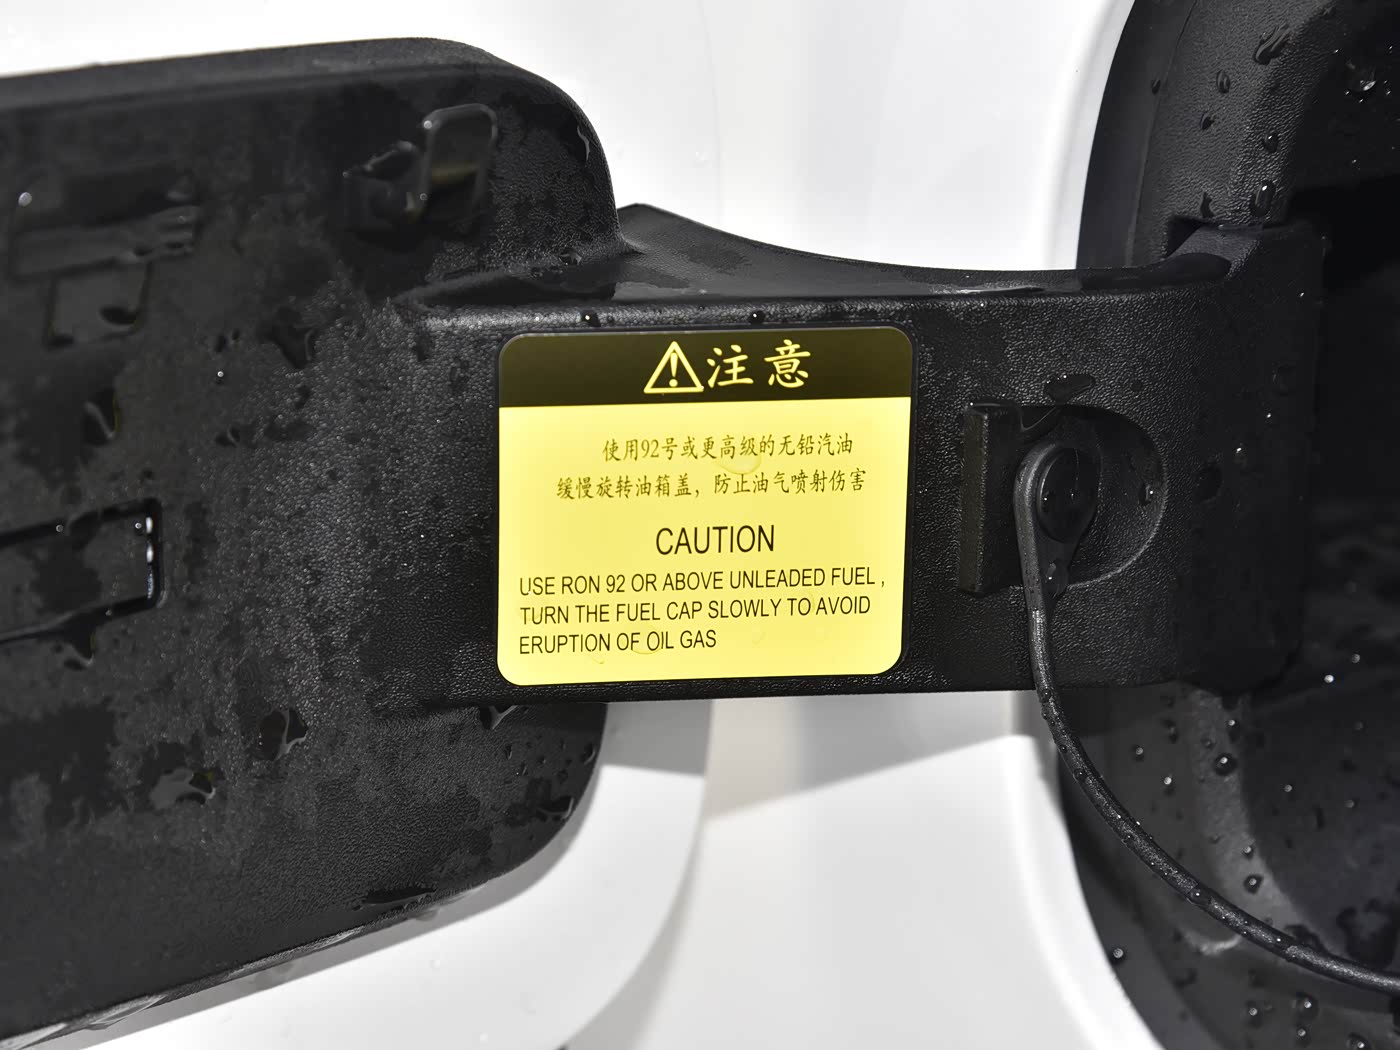 注意
使用92号或更高级的无铅汽油
缓慢旋转油箱盖，防止油气喷射伤害
CAUTION
USE RON 92 OR ABOVE UNLEADED FUEL ,
TURN THE FUEL CAP SLOWLY TO AVOID
ERUPTION OF OIL GAS